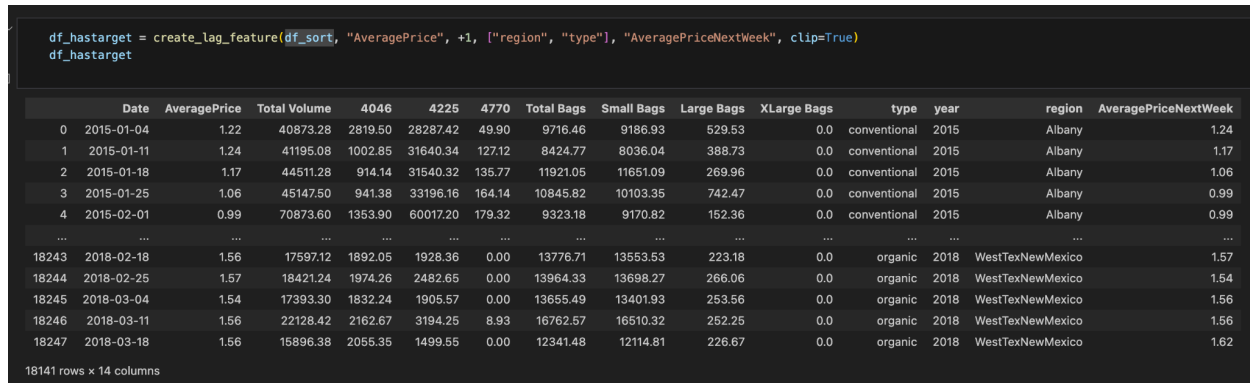 df_hastarget = create_lag_feature(df_sort, "AveragePrice", +1, ["region", "type"], "AveragePriceNextWeek", clip=True)
df_hastarget
Date AveragePrice Total Volume 4046 4225 4770 Total Bags Small Bags Large Bags XLarge Bags type year region AveragePriceNextWeek
0 2015-01-04 1.22 40873.28 2819.50 28287.42 49.90 9716.46 9186.93 529.53 0.0 conventional 2015 Albany 1.24
1 2015-01-11 1.24 41195.08 1002.85 31640.34 127.12 8424.77 8036.04 388.73 0.0 conventional 2015 Albany 1.17
2 2015-01-18 1.17 44511.28 914.14 31540.32 135.77 11921.05 11651.09 269.96 0.0 conventional 2015 Albany 1.06
3 2015-01-25 1.06 45147.50 941.38 33196.16 164.14 10845.82 10103.35 742.47 0.0 conventional 2015 Albany 0.99
4 2015-02-01 0.99 70873.60 1353.90 60017.20 179.32 9323.18 9170.82 152.36 0.0 conventional 2015 Albany 0.99
... ... ... ... ... ... ... ... ... ... ... ... ... ... ...
18243 2018-02-18 1.56 17597.12 1892.05 1928.36 0.00 13776.71 13553.53 223.18 0.0 organic 2018 WestTexNewMexico 1.57
18244 2018-02-25 1.57 18421.24 1974.26 2482.65 0.00 13964.33 13698.27 266.06 0.0 organic 2018 WestTexNewMexico 1.54
18245 2018-03-04 1.54 17393.30 1832.24 1905.57 0.00 13655.49 13401.93 253.56 0.0 organic 2018 WestTexNewMexico 1.56
18246 2018-03-11 1.56 22128.42 2162.67 3194.25 8.93 16762.57 16510.32 252.25 0.0 organic 2018 WestTexNewMexico 1.56
18247 2018-03-18 1.56 15896.38 2055.35 1499.55 0.00 12341.48 12114.81 226.67 0.0 organic 2018 WestTexNewMexico 1.62
18141 rows × 14 columns